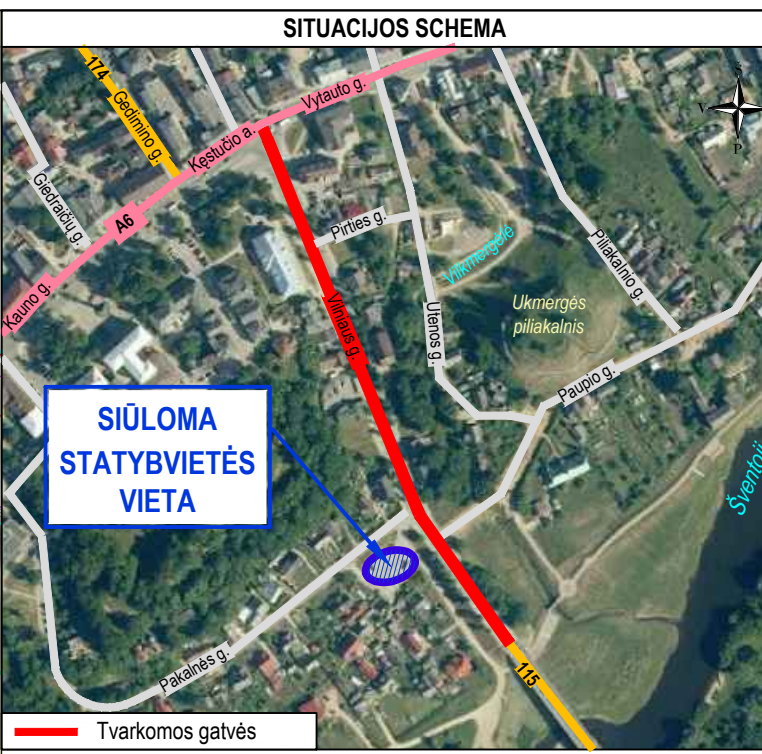 SITUACIJOS SCHEMA
174
Gedimino g.
Vytauto g.
Kęstučio a.
Š
V
P
Giedraičių g.
A6
Pirties g.
Vilkmergėlė
Piliakalnio g.
Kauno g.
Vilniaus g.
Utenos g.
Ukmergės
piliakalnis
Paupio g.
SIŪLOMA
STATYBVIETĖS
VIETA
Šventoji
Pakalnės g.
115
Tvarkomos gatvės